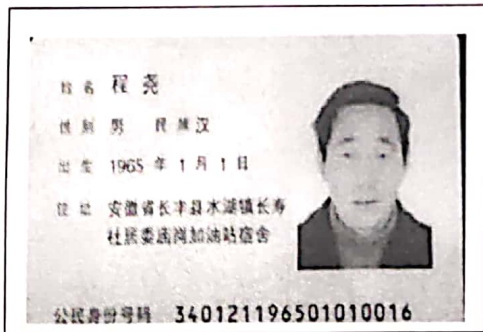 姓名 程尧
性别 男 民族汉
出生 1965 年 1 月 1 日
住址 安徽省长丰县水湖镇长寿
社居委涵闸加油站宿舍
公民身份号码 340121196501010016